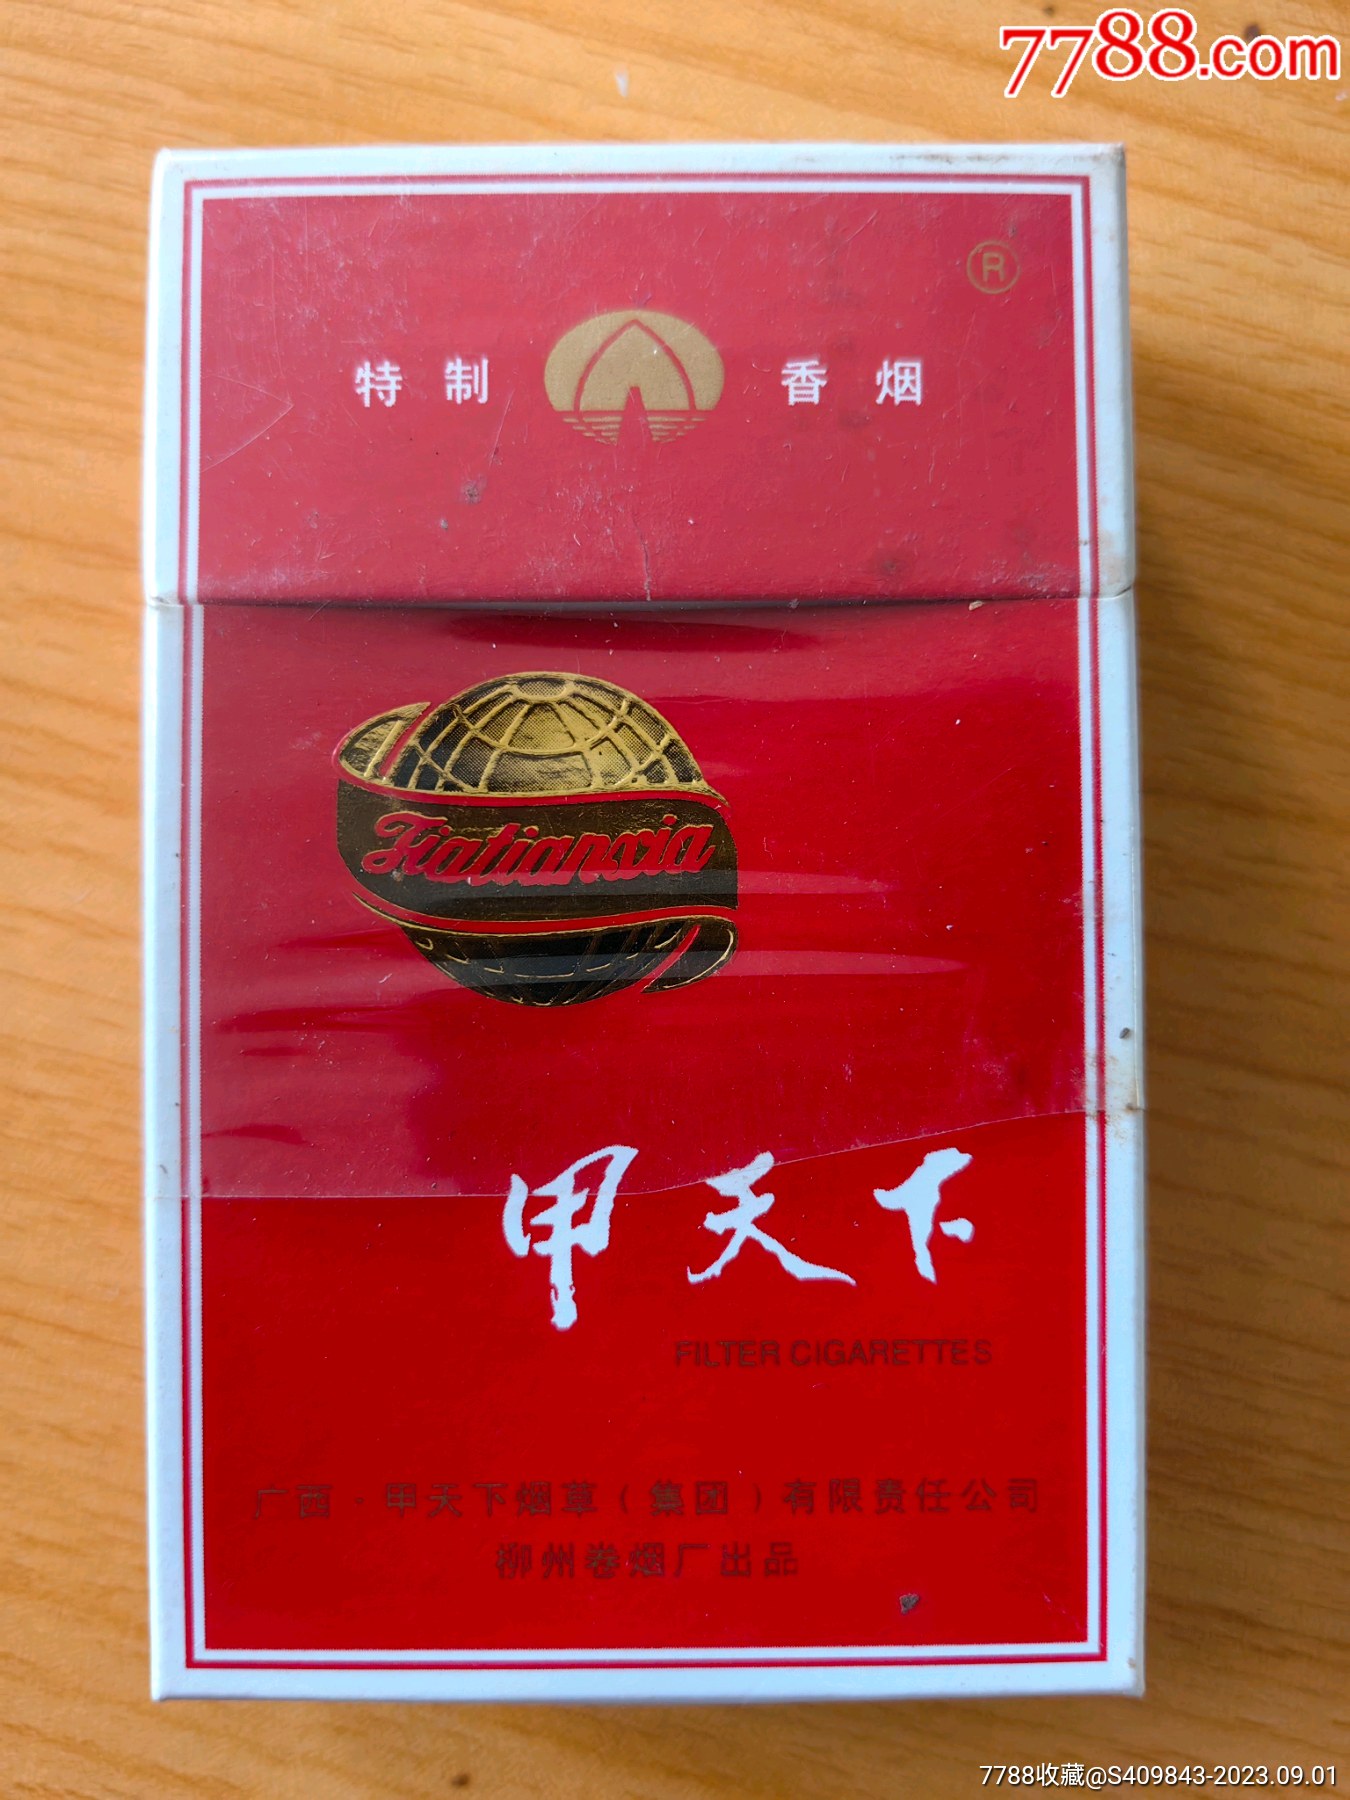 7788.com
®
特制 香烟
Jiatianxia
甲天下
FILTER CIGARETTES
广西·甲天下烟草(集团)有限责任公司
柳州卷烟厂出品
7788收藏@S409843-2023.09.01